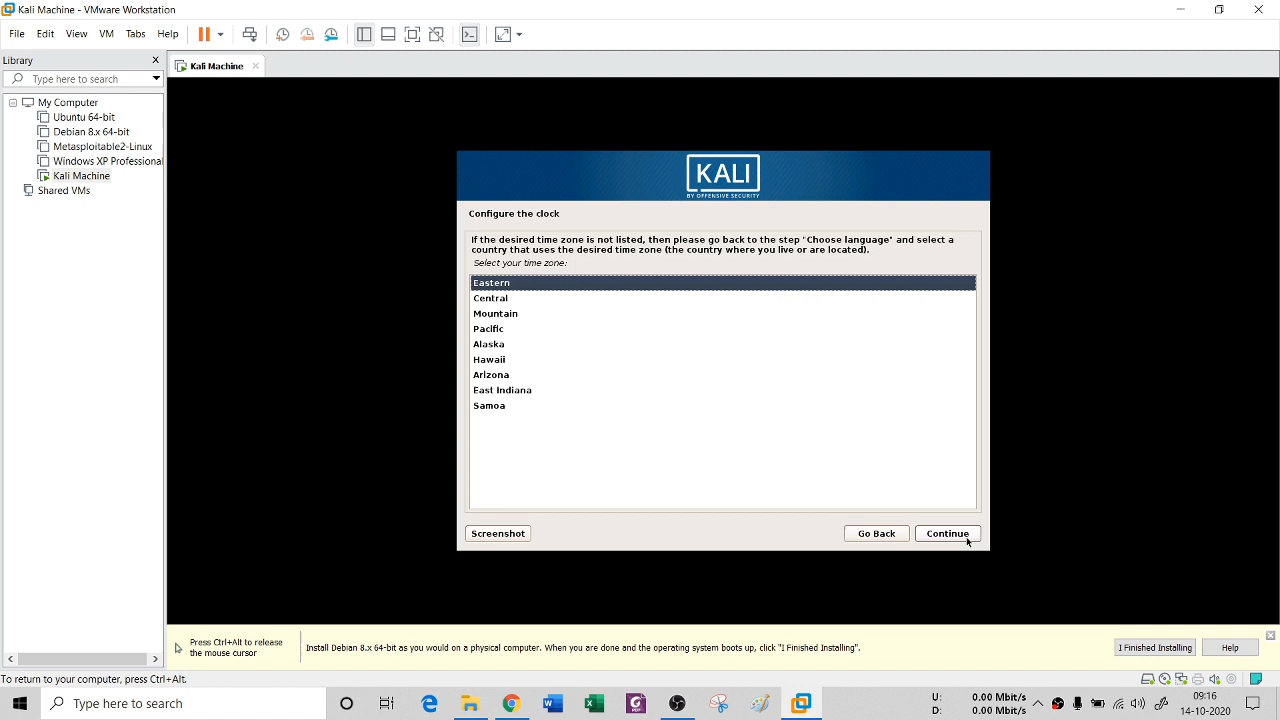 Kali Machine - VMware Workstation
File Edit View VM Tabs Help
Library
Type here to search
Kali Machine
My Computer
Ubuntu 64-bit
Debian 8.x 64-bit
Metasploitable2-Linux
Windows XP Professiona
Kali Machine
Shared VMs
KALI
BY OFFENSIVE SECURITY
Configure the clock
If the desired time zone is not listed, then please go back to the step "Choose language" and select a
country that uses the desired time zone (the country where you live or are located).
Select your time zone:
Eastern
Central
Mountain
Pacific
Alaska
Hawaii
Arizona
East Indiana
Samoa
Screenshot Go Back Continue
Press Ctrl+Alt to release
the mouse cursor
Install Debian 8.x 64-bit as you would on a physical computer. When you are done and the operating system boots up, click "I Finished Installing".
I Finished Installing Help
To return to your computer, press Ctrl+Alt.
Type here to search
U: 0.00 Mbit/s
D: 0.00 Mbit/s
09:16
14-10-2020